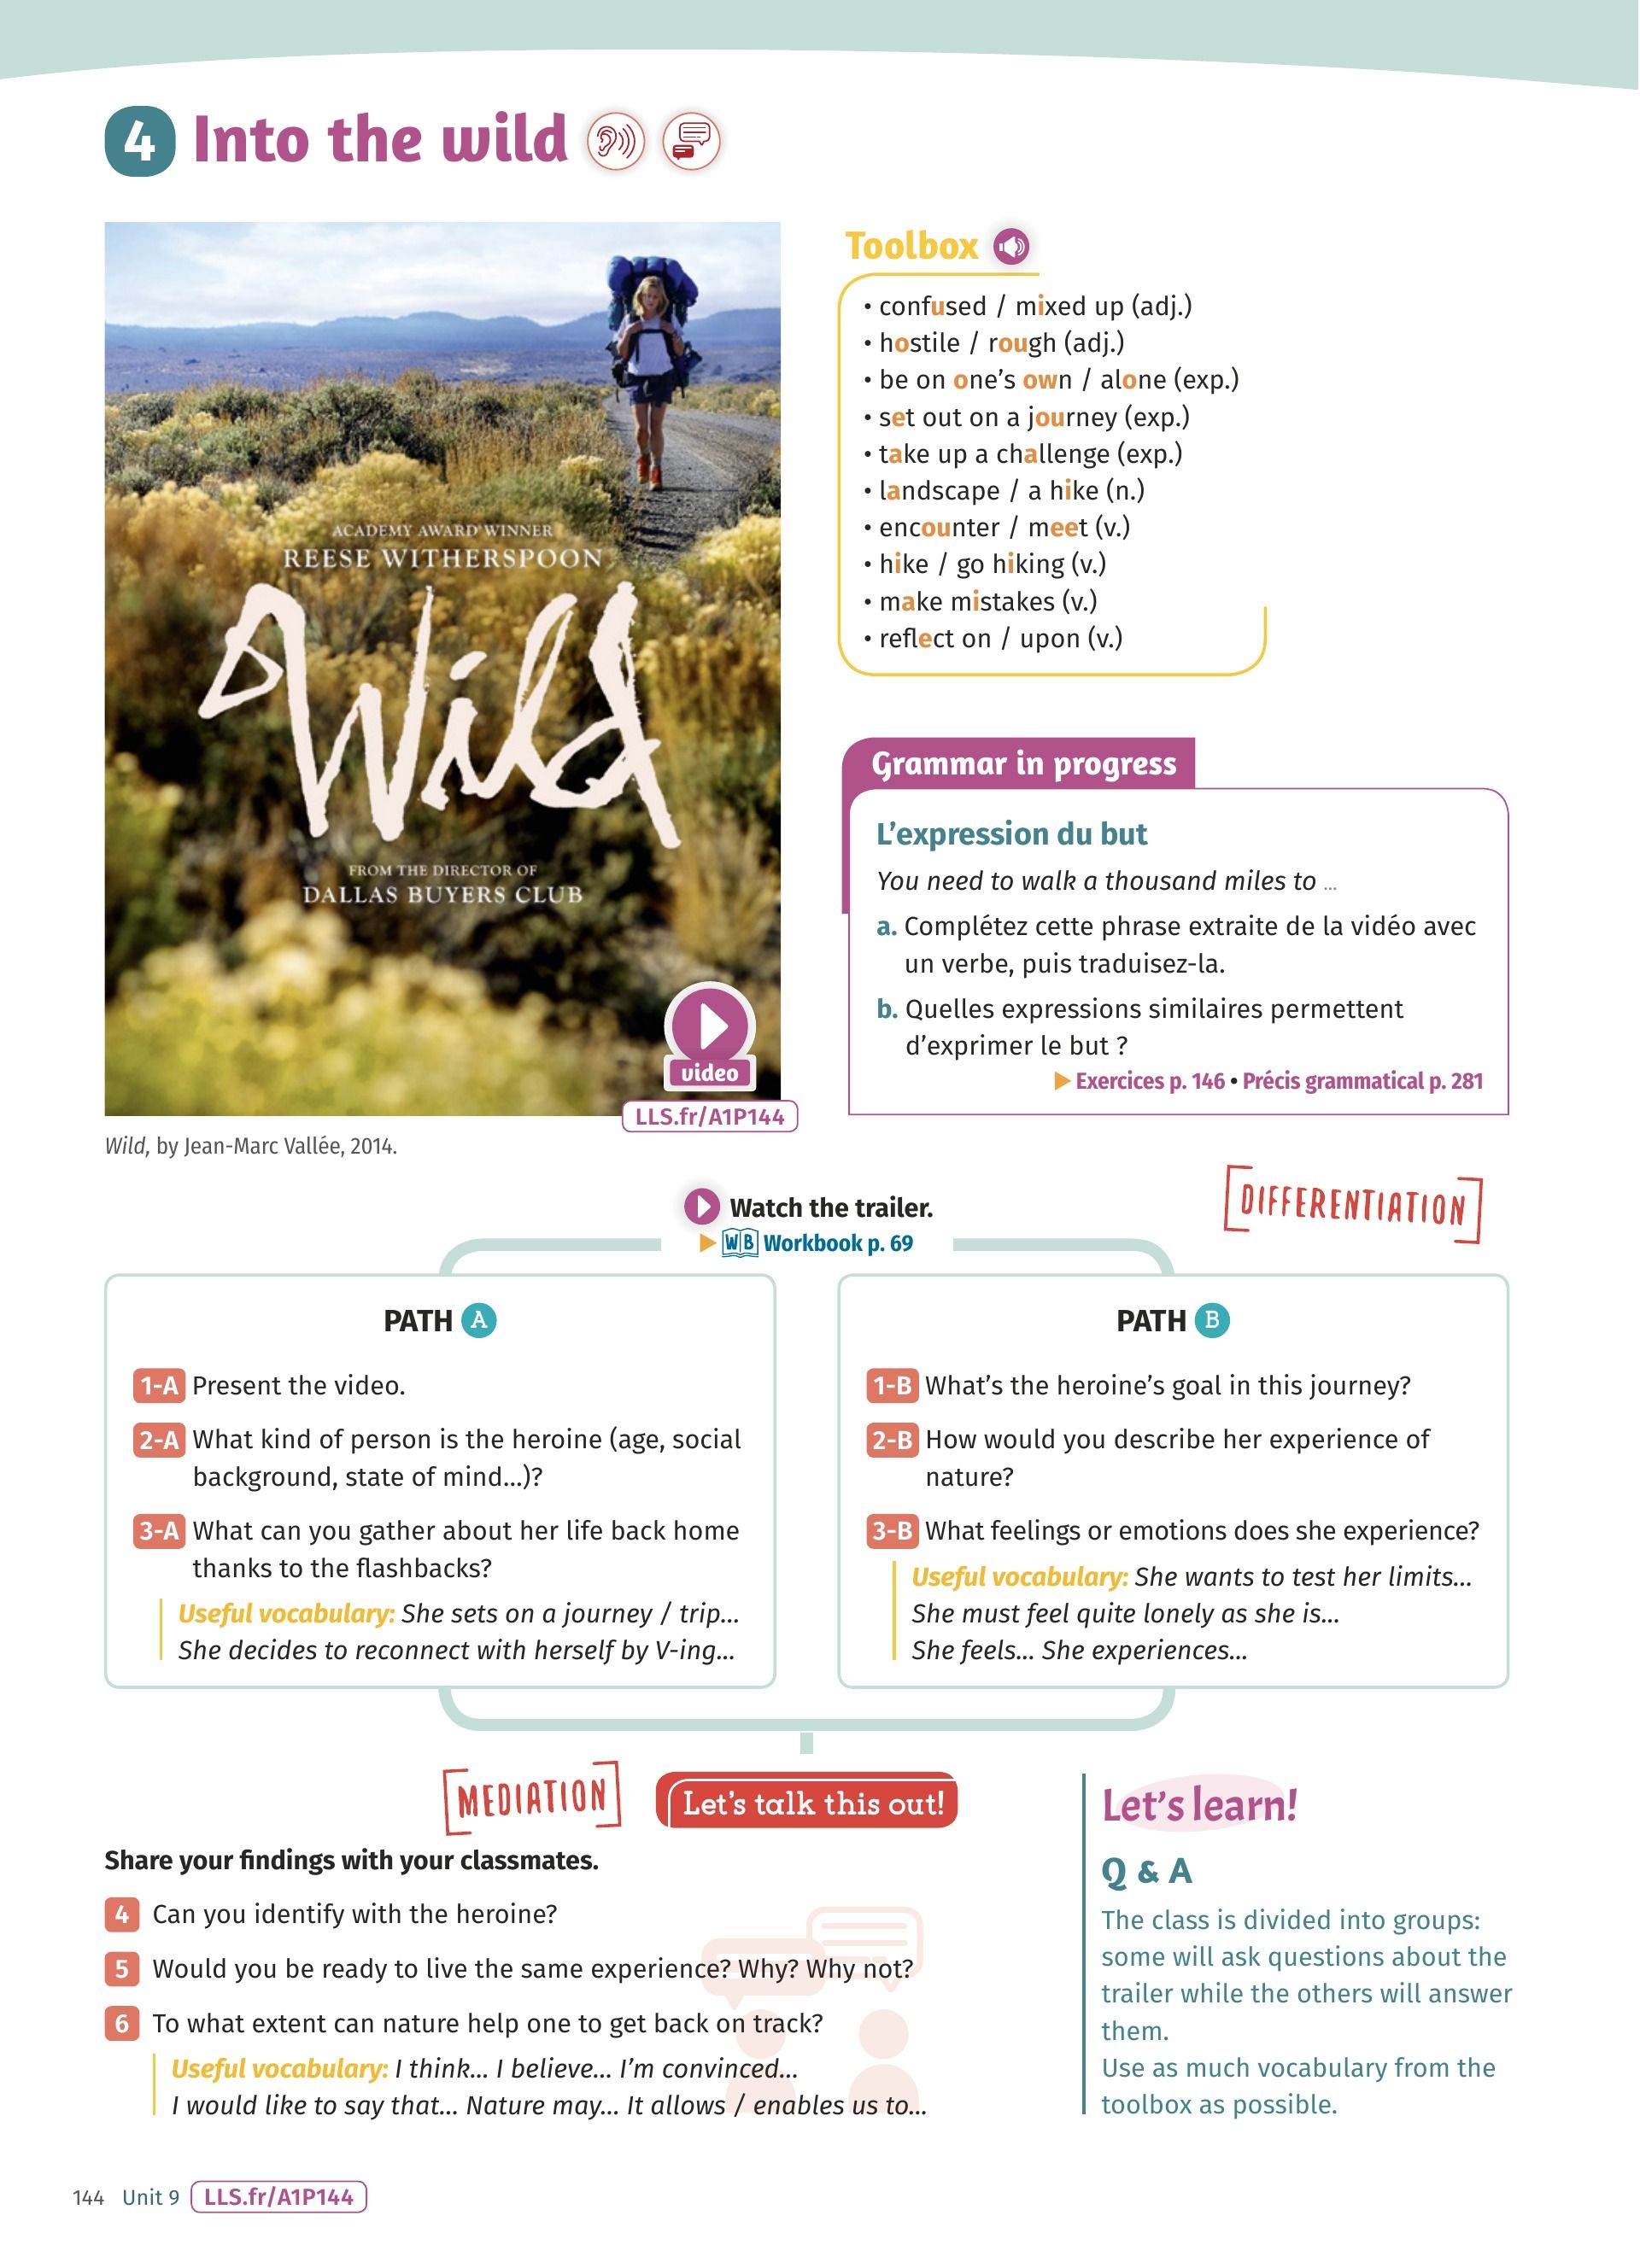 4 Into the wild
ACADEMY AWARD WINNER
REESE WITHERSPOON
Wild
FROM THE DIRECTOR OF
DALLAS BUYERS CLUB
video
LLS.fr/A1P144
Wild, by Jean-Marc Vallée, 2014.
Toolbox
• confused / mixed up (adj.)
• hostile / rough (adj.)
• be on one's own / alone (exp.)
• set out on a journey (exp.)
• take up a challenge (exp.)
• landscape / a hike (n.)
• encounter / meet (v.)
• hike / go hiking (v.)
• make mistakes (v.)
• reflect on / upon (v.)
Grammar in progress
L'expression du but
You need to walk a thousand miles to ...
a. Complétez cette phrase extraite de la vidéo avec
un verbe, puis traduisez-la.
b. Quelles expressions similaires permettent
d'exprimer le but ?
Exercices p. 146 • Précis grammatical p. 281
DIFFERENTIATION
Watch the trailer.
WB Workbook p. 69
PATH A
1-A Present the video.
2-A What kind of person is the heroine (age, social
background, state of mind...)?
3-A What can you gather about her life back home
thanks to the flashbacks?
Useful vocabulary: She sets on a journey / trip...
She decides to reconnect with herself by V-ing...
PATH B
1-B What's the heroine's goal in this journey?
2-B How would you describe her experience of
nature?
3-B What feelings or emotions does she experience?
Useful vocabulary: She wants to test her limits...
She must feel quite lonely as she is...
She feels... She experiences...
MEDIATION
Let's talk this out!
Share your findings with your classmates.
4 Can you identify with the heroine?
5 Would you be ready to live the same experience? Why? Why not?
6 To what extent can nature help one to get back on track?
Useful vocabulary: I think... I believe... I'm convinced...
I would like to say that... Nature may... It allows / enables us to...
Let's learn!
Q & A
The class is divided into groups:
some will ask questions about the
trailer while the others will answer
them.
Use as much vocabulary from the
toolbox as possible.
144 Unit 9 LLS.fr/A1P144